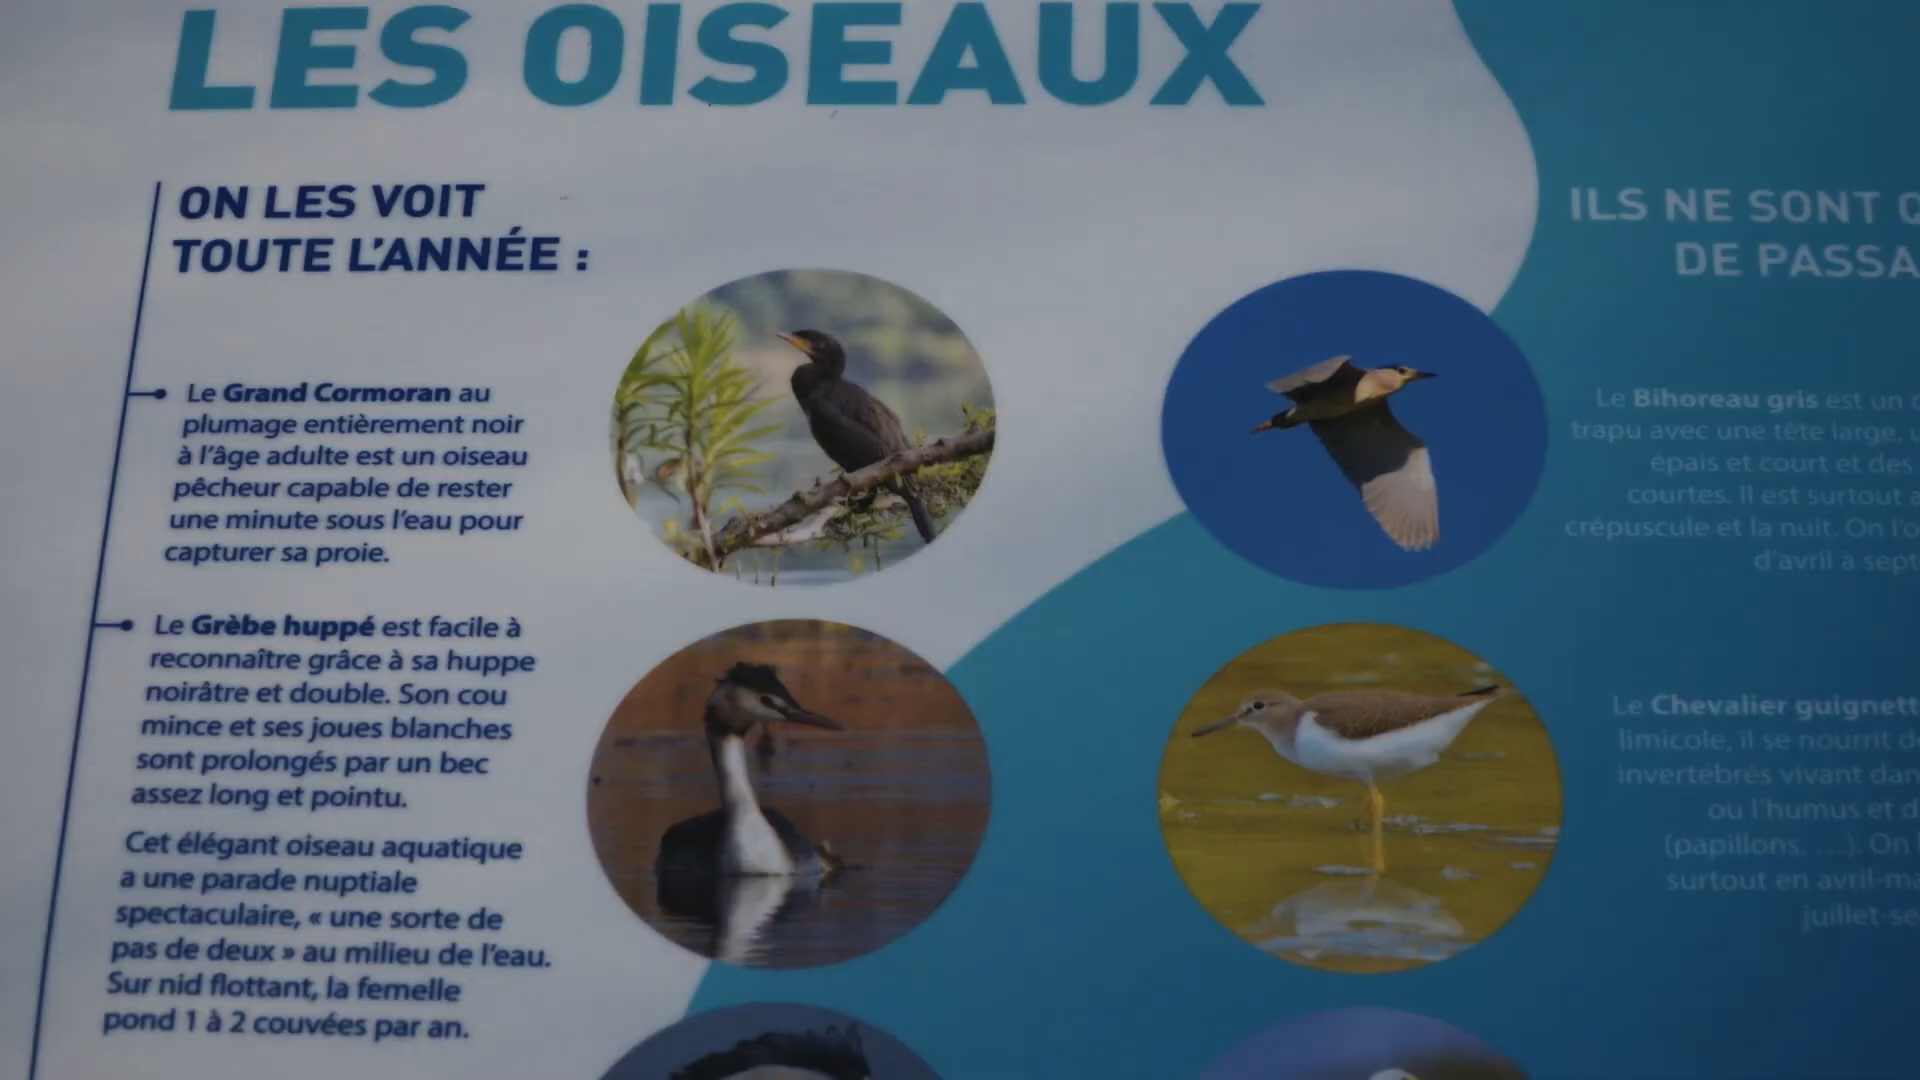 LES OISEAUX
ON LES VOIT
TOUTE L'ANNÉE :
Le Grand Cormoran au
plumage entièrement noir
à l'âge adulte est un oiseau
pêcheur capable de rester
une minute sous l'eau pour
capturer sa proie.
Le Grèbe huppé est facile à
reconnaître grâce à sa huppe
noirâtre et double. Son cou
mince et ses joues blanches
sont prolongés par un bec
assez long et pointu.
Cet élégant oiseau aquatique
a une parade nuptiale
spectaculaire, « une sorte de
pas de deux » au milieu de l'eau.
Sur nid flottant, la femelle
pond 1 à 2 couvées par an.
ILS NE SONT
DE PASSA
Le Bihoreau gris est un
trapu avec une tête large,
épais et court et des
courtes. Il est surtout
crépuscule et la nuit. On l'o
d'avril à sept
Le Chevalier guignett
limicole, il se nourrit de
invertébrés vivant dan
ou l'humus et d
(papillons, ...). On
surtout en avril-ma
juillet-se